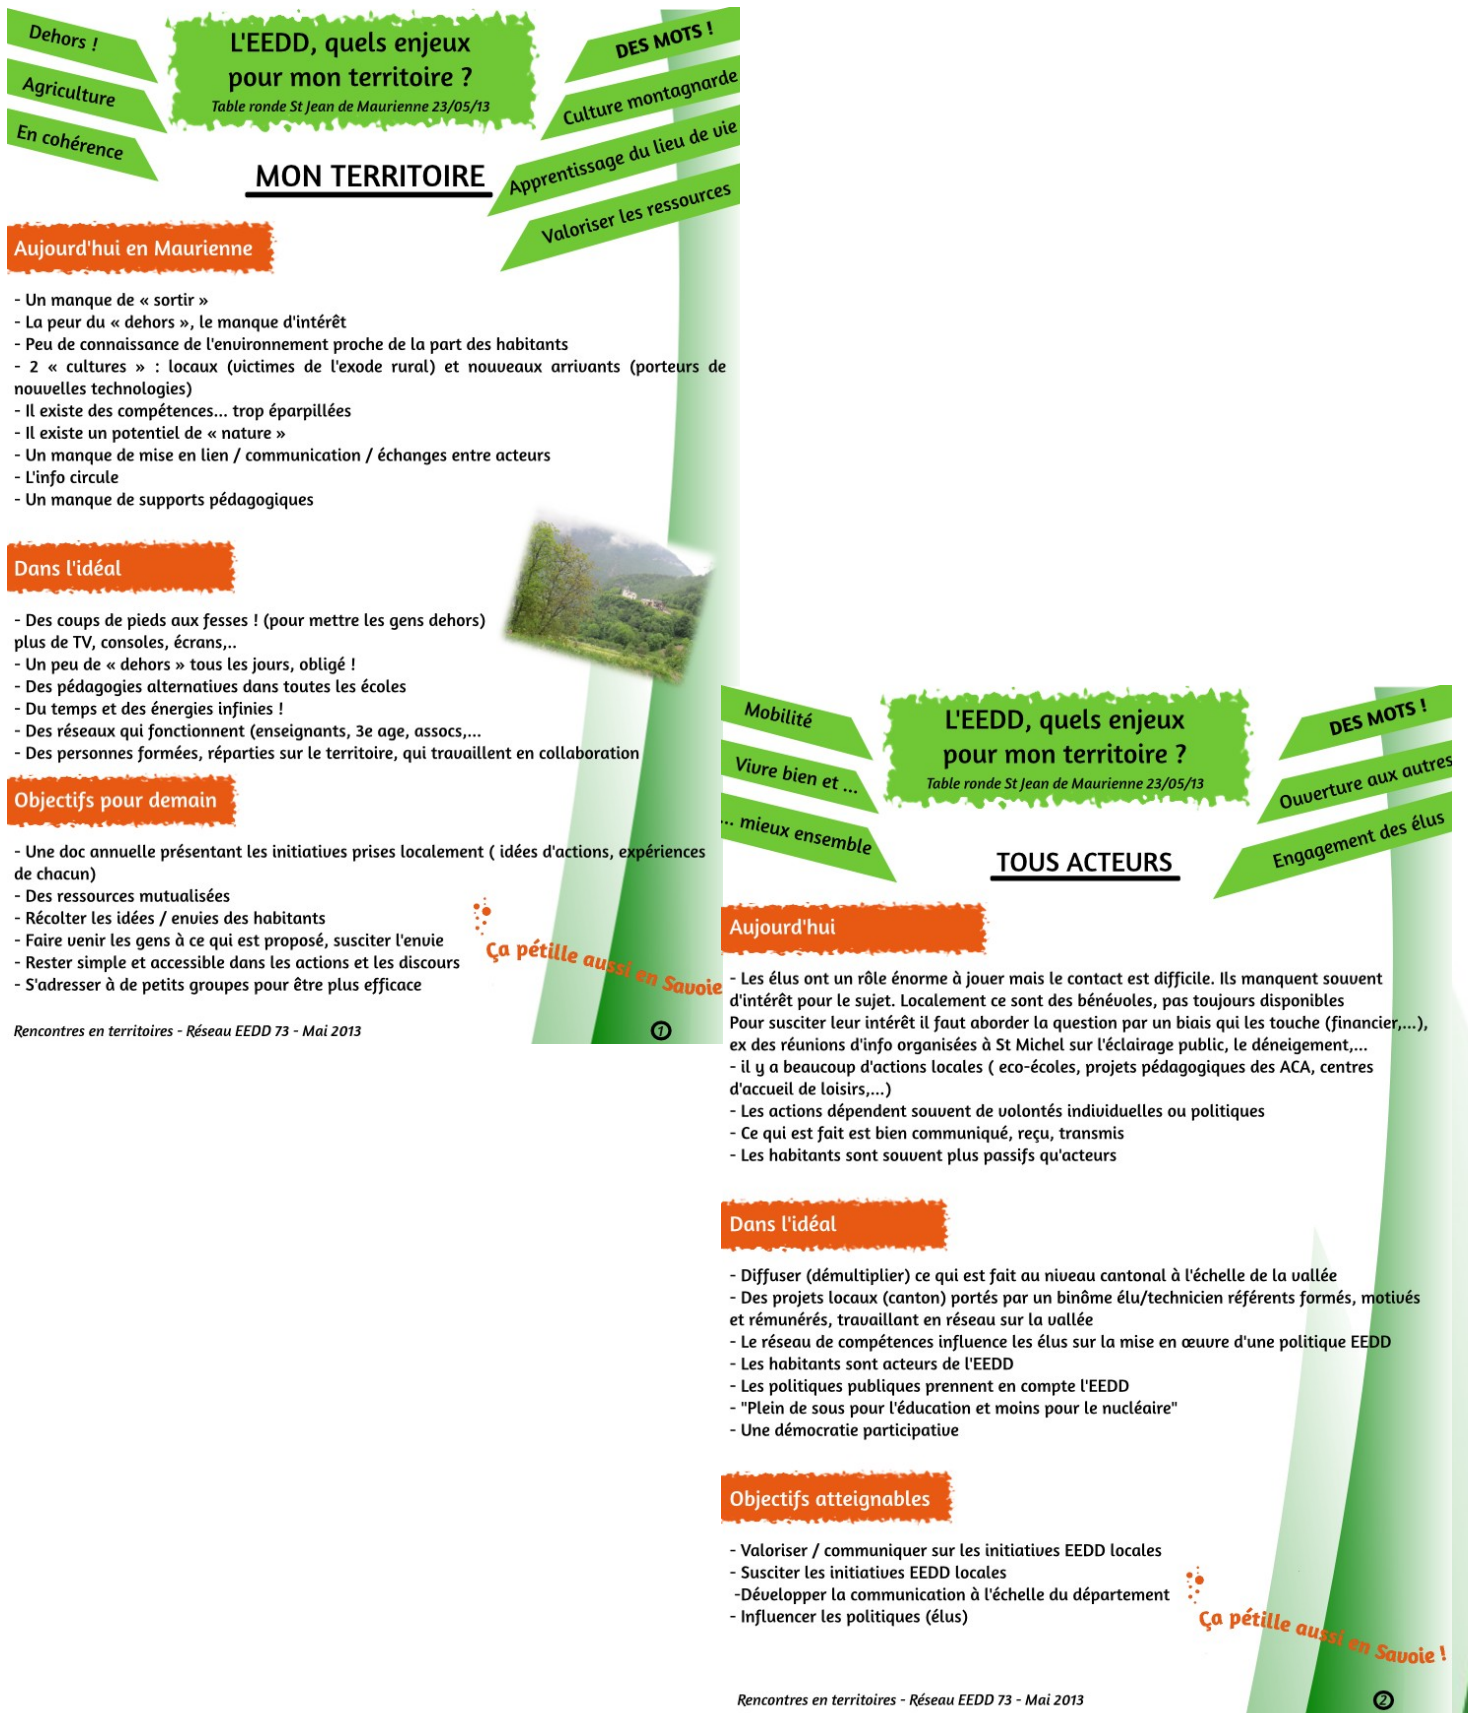 Dehors !
Agriculture
En cohérence
L'EEDD, quels enjeux
pour mon territoire ?
Table ronde St Jean de Maurienne 23/05/13
DES MOTS !
Culture montagnarde
Apprentissage du lieu de vie
Valoriser les ressources
MON TERRITOIRE
Aujourd'hui en Maurienne
- Un manque de « sortir »
- La peur du « dehors », le manque d'intérêt
- Peu de connaissance de l'environnement proche de la part des habitants
- 2 « cultures » : locaux (victimes de l'exode rural) et nouveaux arrivants (porteurs de
nouvelles technologies)
- Il existe des compétences... trop éparpillées
- Il existe un potentiel de « nature »
- Un manque de mise en lien / communication / échanges entre acteurs
- L'info circule
- Un manque de supports pédagogiques
Dans l'idéal
- Des coups de pieds aux fesses ! (pour mettre les gens dehors)
plus de TV, consoles, écrans,..
- Un peu de « dehors » tous les jours, obligé !
- Des pédagogies alternatives dans toutes les écoles
- Du temps et des énergies infinies !
- Des réseaux qui fonctionnent (enseignants, 3e age, assocs,...
- Des personnes formées, réparties sur le territoire, qui travaillent en collaboration
Objectifs pour demain
- Une doc annuelle présentant les initiatives prises localement ( idées d'actions, expériences
de chacun)
- Des ressources mutualisées
- Récolter les idées / envies des habitants
- Faire venir les gens à ce qui est proposé, susciter l'envie
- Rester simple et accessible dans les actions et les discours
- S'adresser à de petits groupes pour être plus efficace
Ça pétille aussi en Savoie
Rencontres en territoires - Réseau EEDD 73 - Mai 2013
1
Mobilité
Vivre bien et ...
... mieux ensemble
L'EEDD, quels enjeux
pour mon territoire ?
Table ronde St Jean de Maurienne 23/05/13
DES MOTS !
Ouverture aux autres
Engagement des élus
TOUS ACTEURS
Aujourd'hui
- Les élus ont un rôle énorme à jouer mais le contact est difficile. Ils manquent souvent
d'intérêt pour le sujet. Localement ce sont des bénévoles, pas toujours disponibles
Pour susciter leur intérêt il faut aborder la question par un biais qui les touche (financier,...),
ex des réunions d'info organisées à St Michel sur l'éclairage public, le déneigement,...
- il y a beaucoup d'actions locales ( eco-écoles, projets pédagogiques des ACA, centres
d'accueil de loisirs,...)
- Les actions dépendent souvent de volontés individuelles ou politiques
- Ce qui est fait est bien communiqué, reçu, transmis
- Les habitants sont souvent plus passifs qu'acteurs
Dans l'idéal
- Diffuser (démultiplier) ce qui est fait au niveau cantonal à l'échelle de la vallée
- Des projets locaux (canton) portés par un binôme élu/technicien référents formés, motivés
et rémunérés, travaillant en réseau sur la vallée
- Le réseau de compétences influence les élus sur la mise en œuvre d'une politique EEDD
- Les habitants sont acteurs de l'EEDD
- Les politiques publiques prennent en compte l'EEDD
- "Plein de sous pour l'éducation et moins pour le nucléaire"
- Une démocratie participative
Objectifs atteignables
- Valoriser / communiquer sur les initiatives EEDD locales
- Susciter les initiatives EEDD locales
-Développer la communication à l'échelle du département
- Influencer les politiques (élus)
Ça pétille aussi en Savoie !
Rencontres en territoires - Réseau EEDD 73 - Mai 2013
2